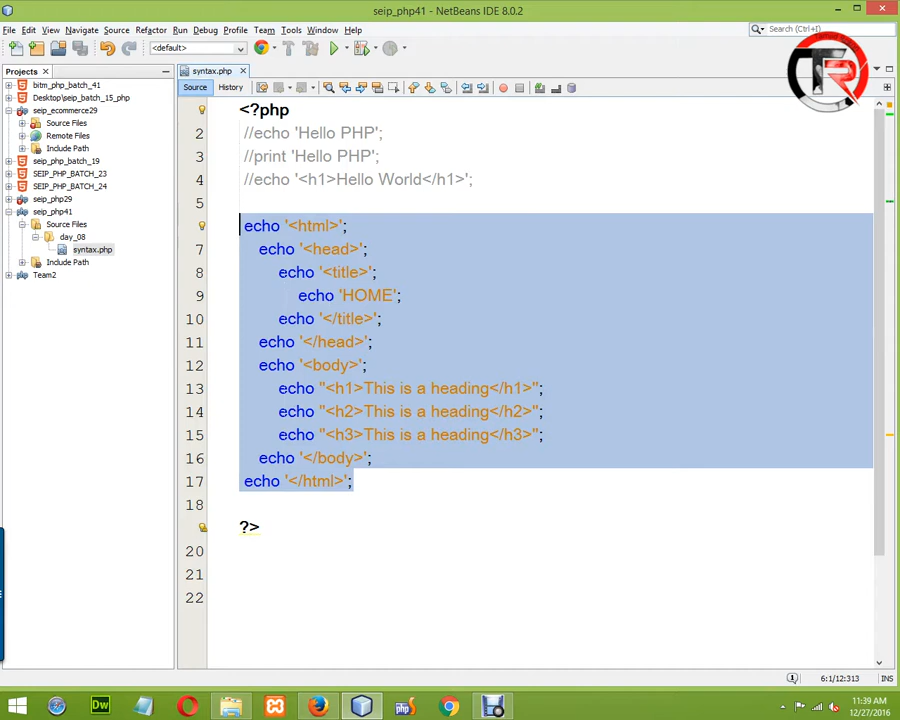 seip_php41 - NetBeans IDE 8.0.2
File Edit View Navigate Source Refactor Run Debug Profile Team Tools Window Help
Search (Ctrl+I)
<default>
Projects
syntax.php
Source History
bitm_php_batch_41
Desktop\seip_batch_15_php
seip_ecommerce29
Source Files
Remote Files
Include Path
seip_php_batch_19
SEIP_PHP_BATCH_23
SEIP_PHP_BATCH_24
seip_php29
seip_php41
Source Files
day_08
syntax.php
Include Path
Team2
<?php
2 //echo 'Hello PHP';
3 //print 'Hello PHP';
4 //echo '<h1>Hello World</h1>';
5
echo '<html>';
7 echo '<head>';
8 echo '<title>';
9 echo 'HOME';
10 echo '</title>';
11 echo '</head>';
12 echo '<body>';
13 echo "<h1>This is a heading</h1>";
14 echo "<h2>This is a heading</h2>";
15 echo "<h3>This is a heading</h3>";
16 echo '</body>';
17 echo '</html>';
18
?>
20
21
22
6:1/12:313 INS
11:39 AM
12/27/2016